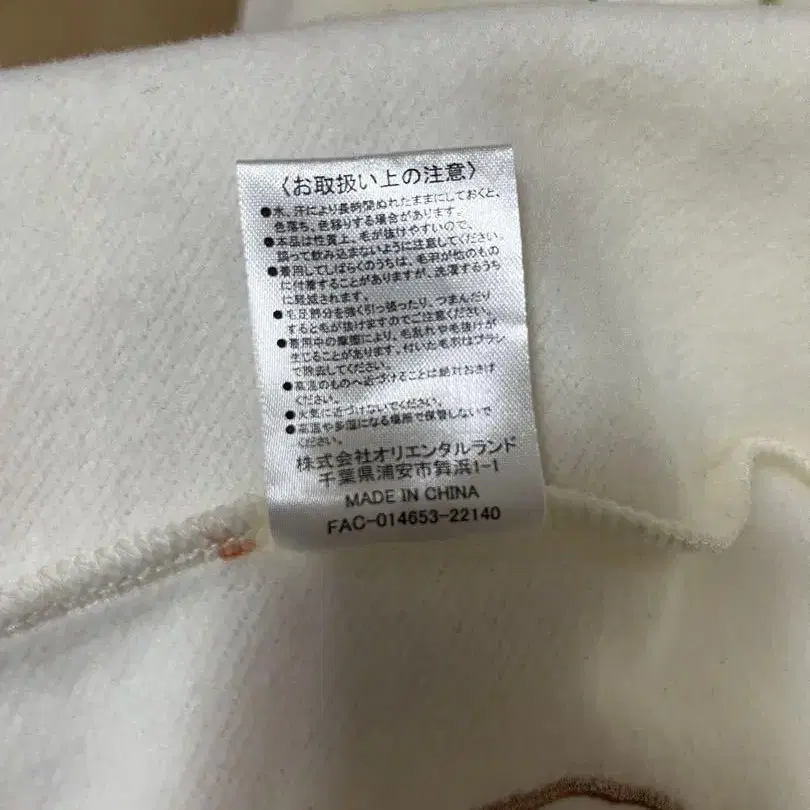 〈お取扱い上の注意〉
●水、汗により長時間ぬれたままにしておくと、
色落ち、色移りする場合があります。
●本品は性質上、毛が抜けやすいので、
誤って飲み込まないように注意してください。
●着用してしばらくのうちは、毛羽が他のもの
に付着することがありますが、洗濯するうち
に軽減されます。
●毛足部分を強く引っ張ったり、つまんだり
すると毛が抜けますのでご注意ください。
●着用中の摩擦により、毛乱れや毛抜けが
生じることがあります。付いた毛羽はブラシ
で除去してください。
●高温のものへ近づけることは絶対おさけ
ください。
●火気に近づけないでください。
●高温や多湿になる場所で保管しないで
ください。
株式会社オリエンタルランド
千葉県浦安市舞浜1-1
MADE IN CHINA
FAC-014653-22140